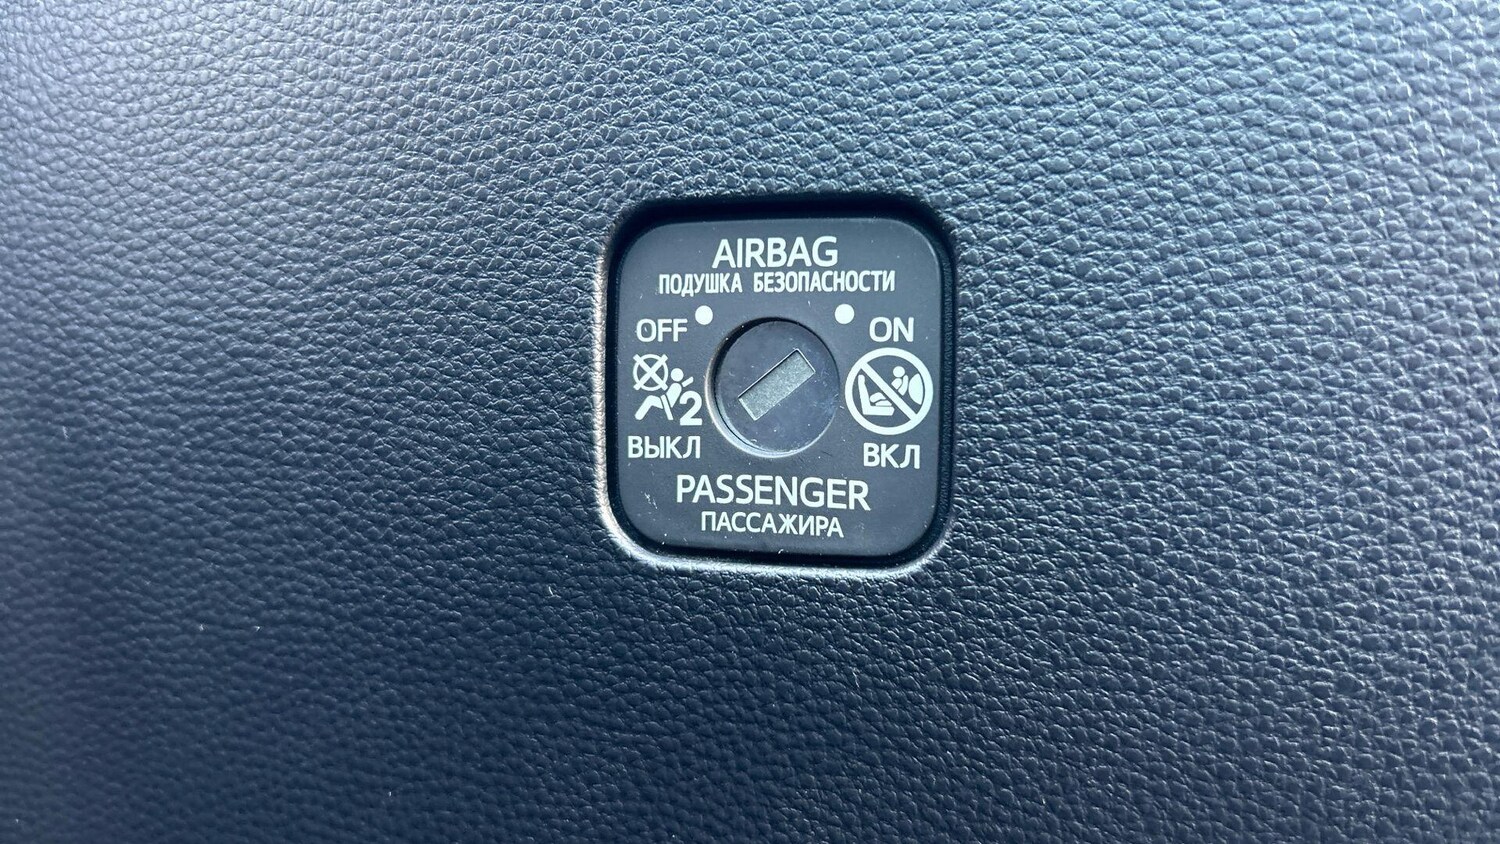 AIRBAG
ПОДУШКА БЕЗОПАСНОСТИ
OFF ON
2
ВЫКЛ ВКЛ
PASSENGER
ПАССАЖИРА